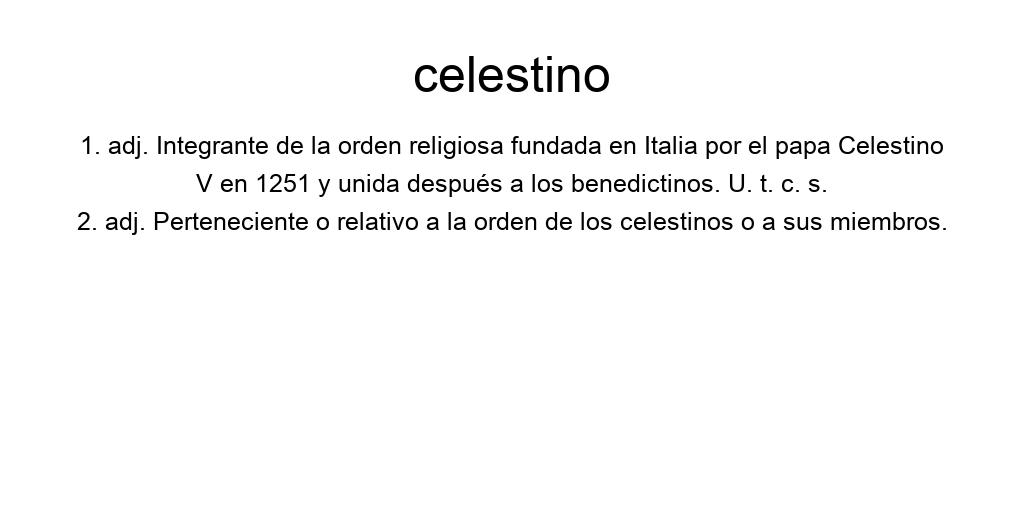 celestino
1. adj. Integrante de la orden religiosa fundada en Italia por el papa Celestino
V en 1251 y unida después a los benedictinos. U. t. c. s.
2. adj. Perteneciente o relativo a la orden de los celestinos o a sus miembros.